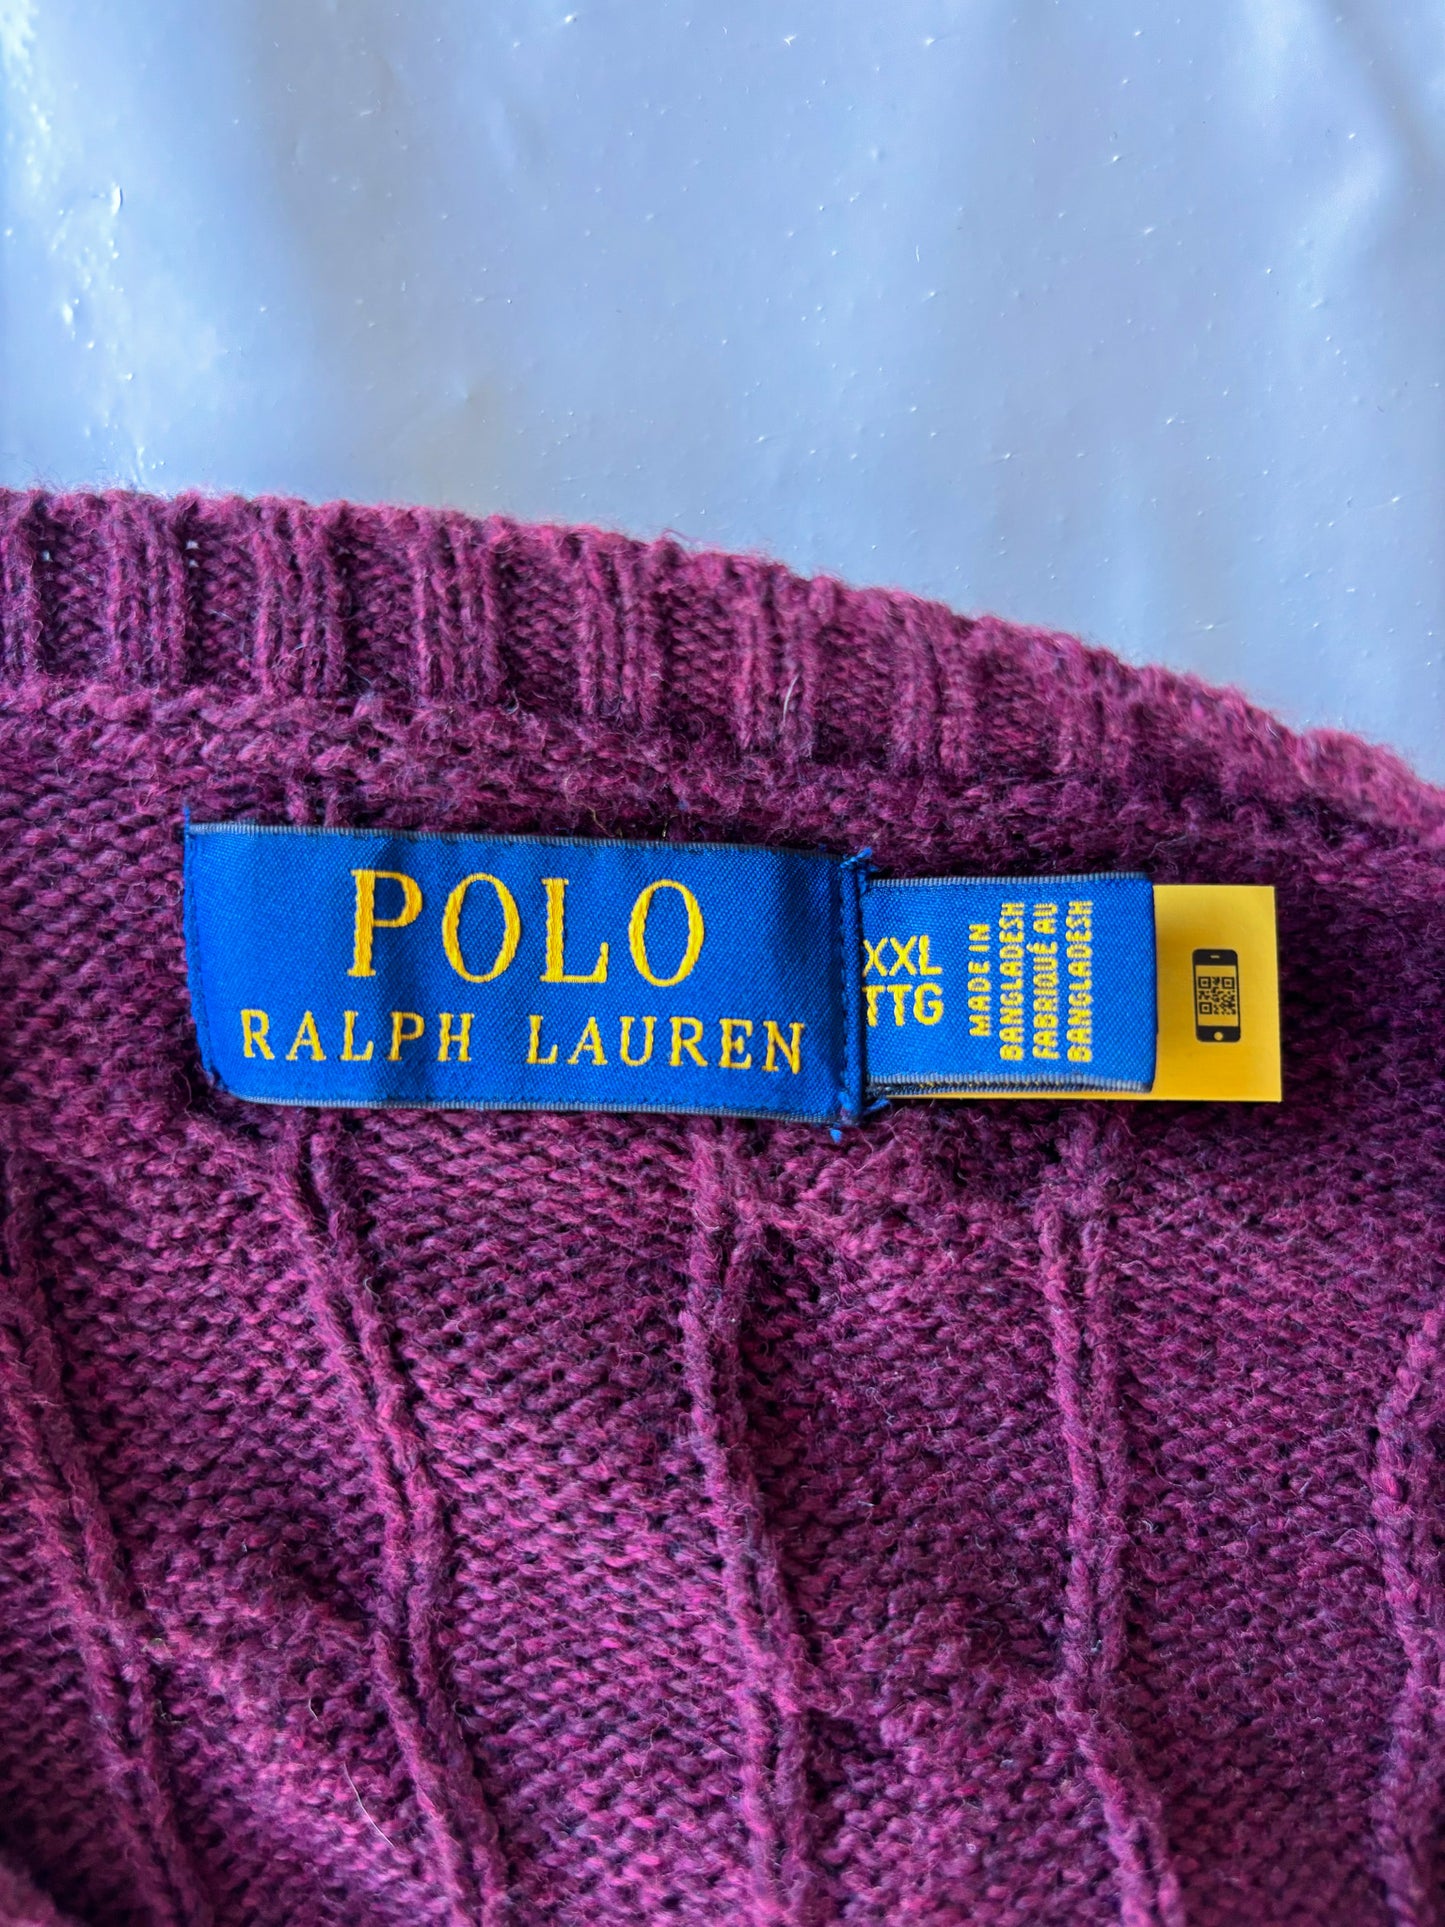 POLO
RALPH LAUREN
XXL
TTG
MADE IN
BANGLADESH
FABRIQUÉ AU
BANGLADESH